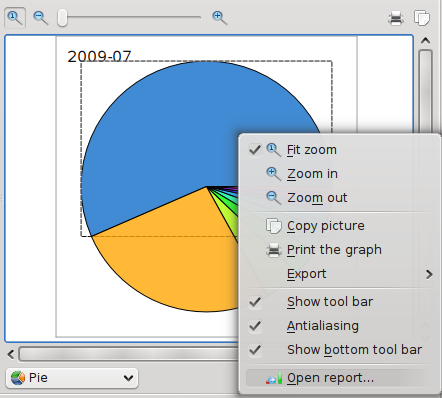 2009-07
Fit zoom
Zoom in
Zoom out
Copy picture
Print the graph
Export
Show tool bar
Antialiasing
Show bottom tool bar
Pie
Open report...